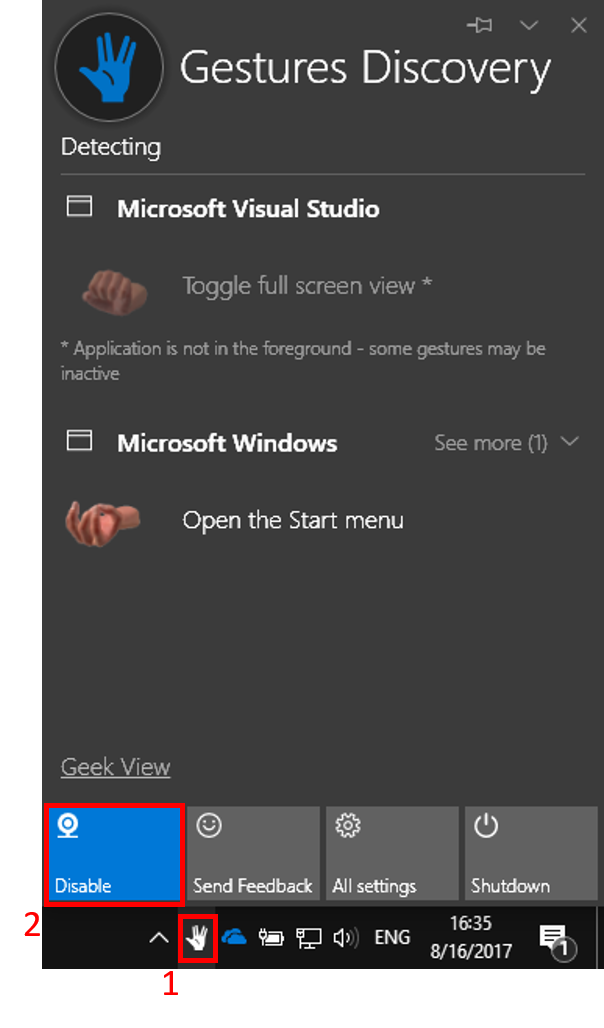 Gestures Discovery
Detecting
Microsoft Visual Studio
Toggle full screen view *
* Application is not in the foreground - some gestures may be
inactive
Microsoft Windows See more (1)
Open the Start menu
Geek View
Disable Send Feedback All settings Shutdown
2
ENG 16:35
8/16/2017
1
1